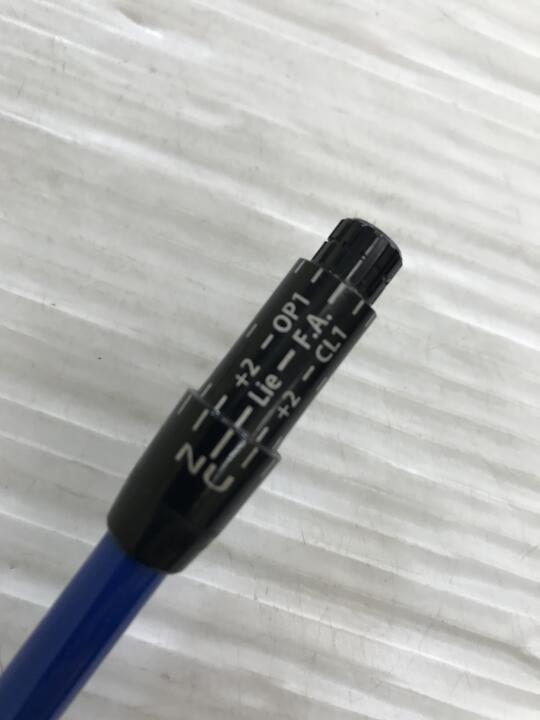 +2 – OP1
Lie – F.A.
+2 – CL1
N
U